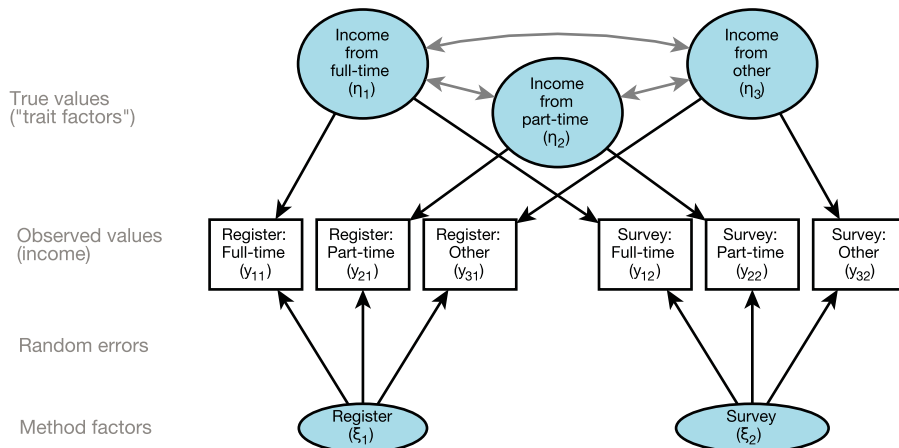 Income
from
full-time
(η₁)
Income
from
part-time
(η₂)
Income
from
other
(η₃)
True values
("trait factors")
Observed values
(income)
Register:
Full-time
(y₁₁)
Register:
Part-time
(y₂₁)
Register:
Other
(y₃₁)
Survey:
Full-time
(y₁₂)
Survey:
Part-time
(y₂₂)
Survey:
Other
(y₃₂)
Random errors
Method factors
Register
(ξ₁)
Survey
(ξ₂)